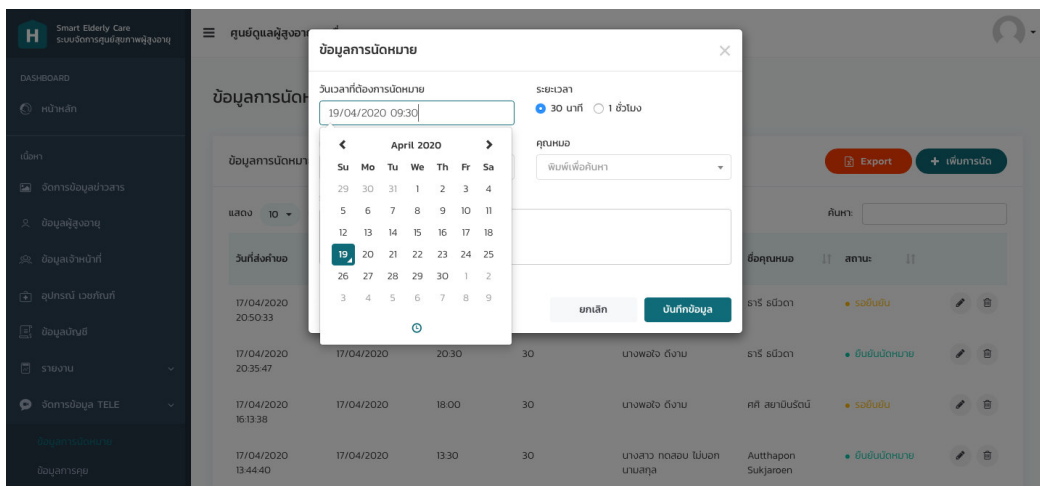 Smart Elderly Care
ระบบจัดการศูนย์สุขภาพผู้สูงอายุ
DASHBOARD
หน้าหลัก
เนื้อหา
จัดการข้อมูลข่าวสาร
ข้อมูลผู้สูงอายุ
ข้อมูลเจ้าหน้าที่
อุปกรณ์ เวชภัณฑ์
ข้อมูลบัญชี
รายงาน
จัดการข้อมูล TELE
ข้อมูลการนัดหมาย
ข้อมูลการคุย
ศูนย์ดูแลผู้สูงอายุ
ข้อมูลการนัดห
ข้อมูลการนัดหมา
Export
+ เพิ่มการนัด
แสดง 10
ค้นหา:
ข้อมูลการนัดหมาย
วันเวลาที่ต้องการนัดหมาย
ระยะเวลา
19/04/2020 09:30
30 นาที 1 ชั่วโมง
คุณหมอ
พิมพ์เพื่อค้นหา
April 2020
Su Mo Tu We Th Fr Sa
29 30 31 1 2 3 4
5 6 7 8 9 10 11
12 13 14 15 16 17 18
19 20 21 22 23 24 25
26 27 28 29 30 1 2
3 4 5 6 7 8 9
ยกเลิก บันทึกข้อมูล
วันที่ส่งคำขอ ชื่อคุณหมอ สถานะ
17/04/2020 ธารี ธนีวดา รอยืนยัน
20:50:33
17/04/2020 17/04/2020 20:30 30 นางพอใจ ดีงาม ธารี ธนีวดา ยืนยันนัดหมาย
20:35:47
17/04/2020 17/04/2020 18:00 30 นางพอใจ ดีงาม ศศิ สยามินรัตน์ รอยืนยัน
16:13:38
17/04/2020 17/04/2020 13:30 30 นางสาว ทดสอบ ไม่บอก Autthapon ยืนยันนัดหมาย
13:44:40 นามสกุล Sukjaroen